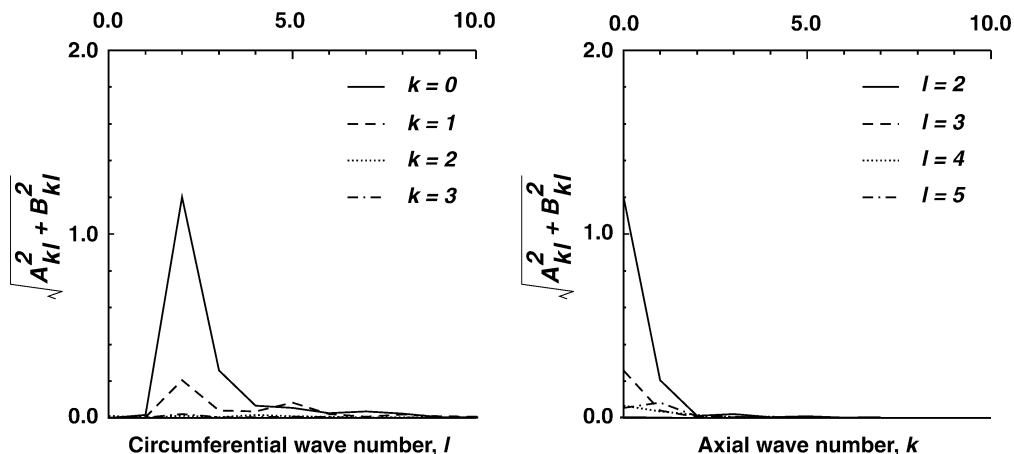 0.0 5.0 10.0
2.0
k = 0
k = 1
k = 2
k = 3
1.0
0.0
√A²kl + B²kl
Circumferential wave number, l
0.0 5.0 10.0
2.0
l = 2
l = 3
l = 4
l = 5
1.0
0.0
√A²kl + B²kl
Axial wave number, k